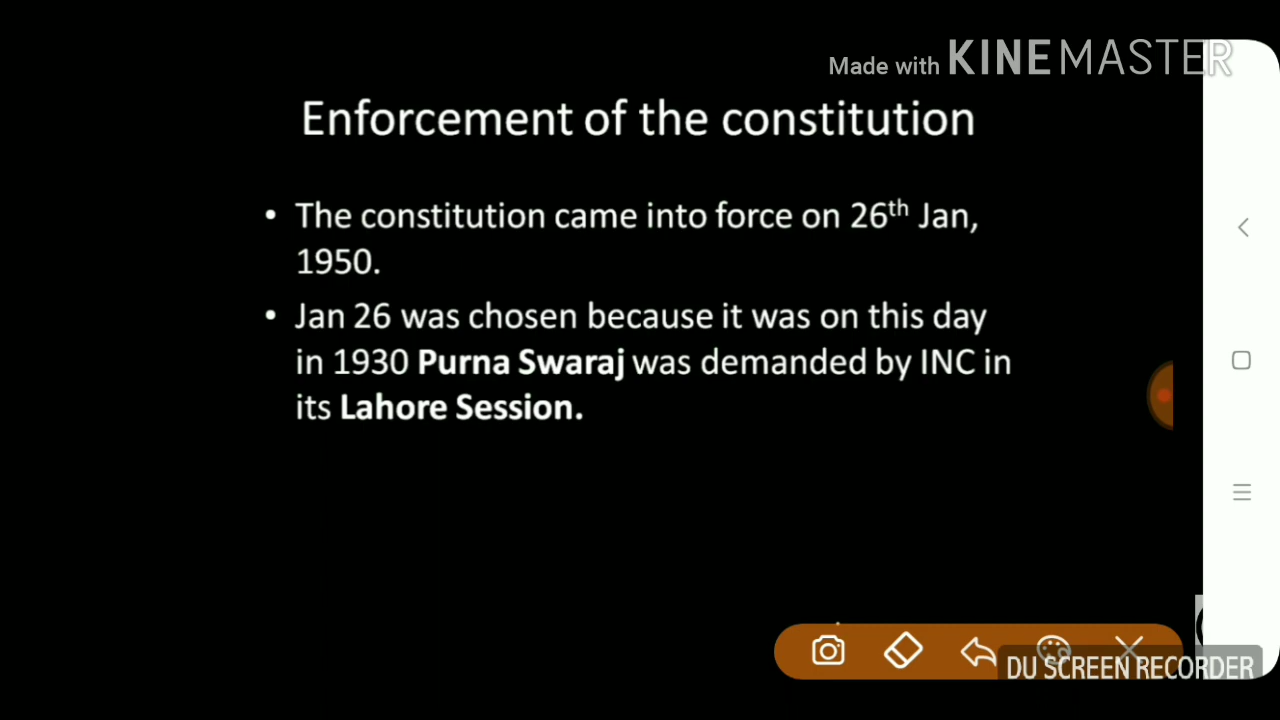 Made with KINEMASTER
Enforcement of the constitution
• The constitution came into force on 26th Jan,
1950.
• Jan 26 was chosen because it was on this day
in 1930 Purna Swaraj was demanded by INC in
its Lahore Session.
DU SCREEN RECORDER